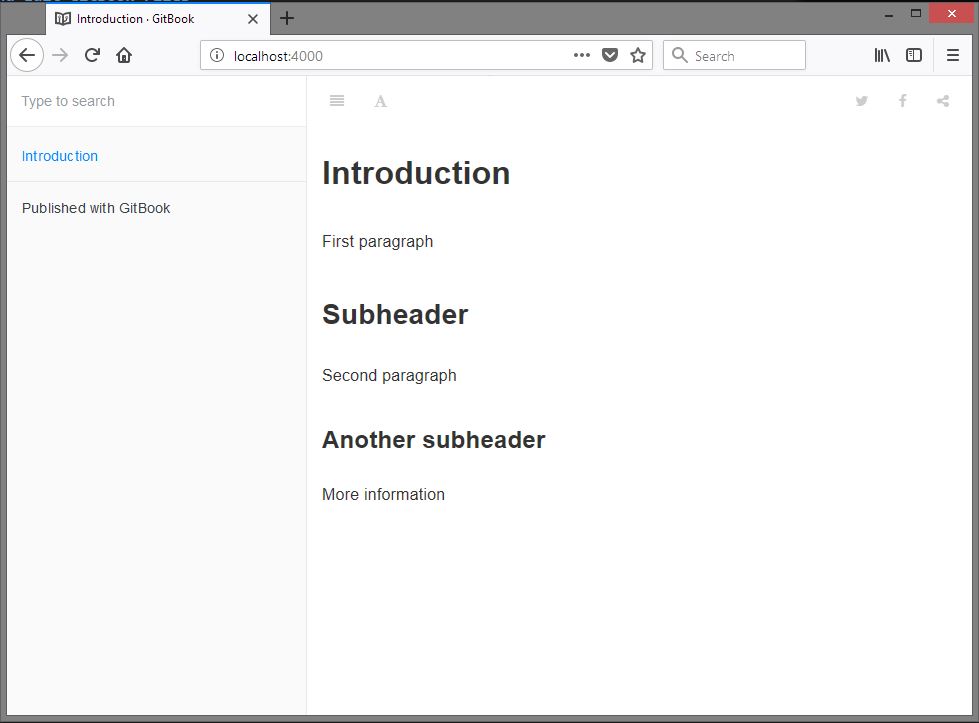 Introduction · GitBook
localhost:4000
Search
Type to search
A
Introduction
Published with GitBook
Introduction
First paragraph
Subheader
Second paragraph
Another subheader
More information